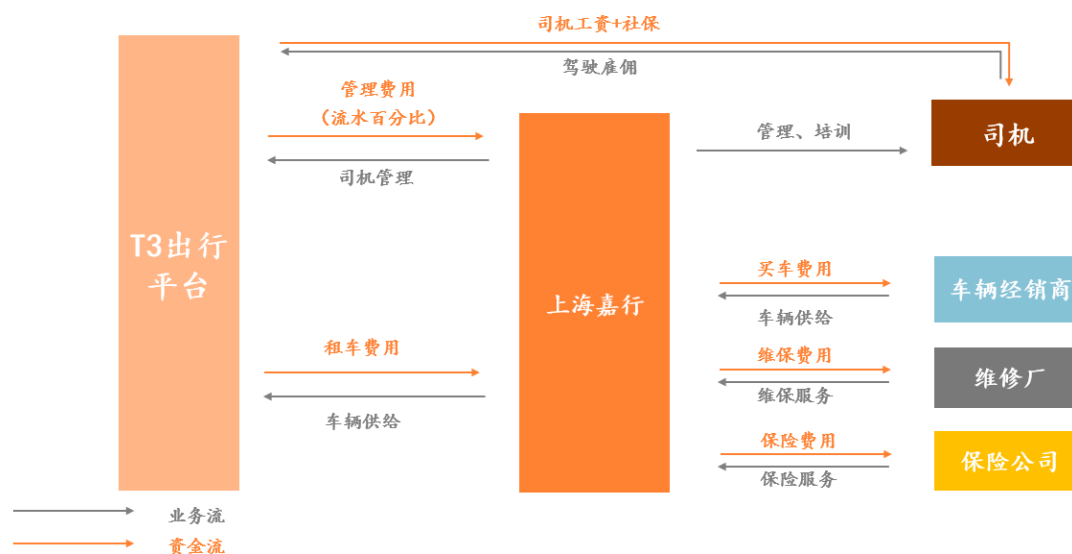 司机工资+社保
驾驶雇佣
管理费用
（流水百分比）
司机管理
管理、培训
司机
T3出行
平台
上海嘉行
买车费用
车辆供给
车辆经销商
租车费用
车辆供给
维保费用
维保服务
维修厂
保险费用
保险服务
保险公司
业务流
资金流